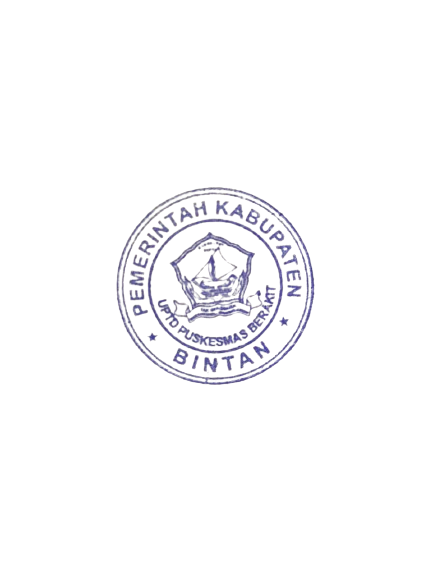 PEMERINTAH KABUPATEN
UPTD PUSKESMAS BERAKIT
BINTAN